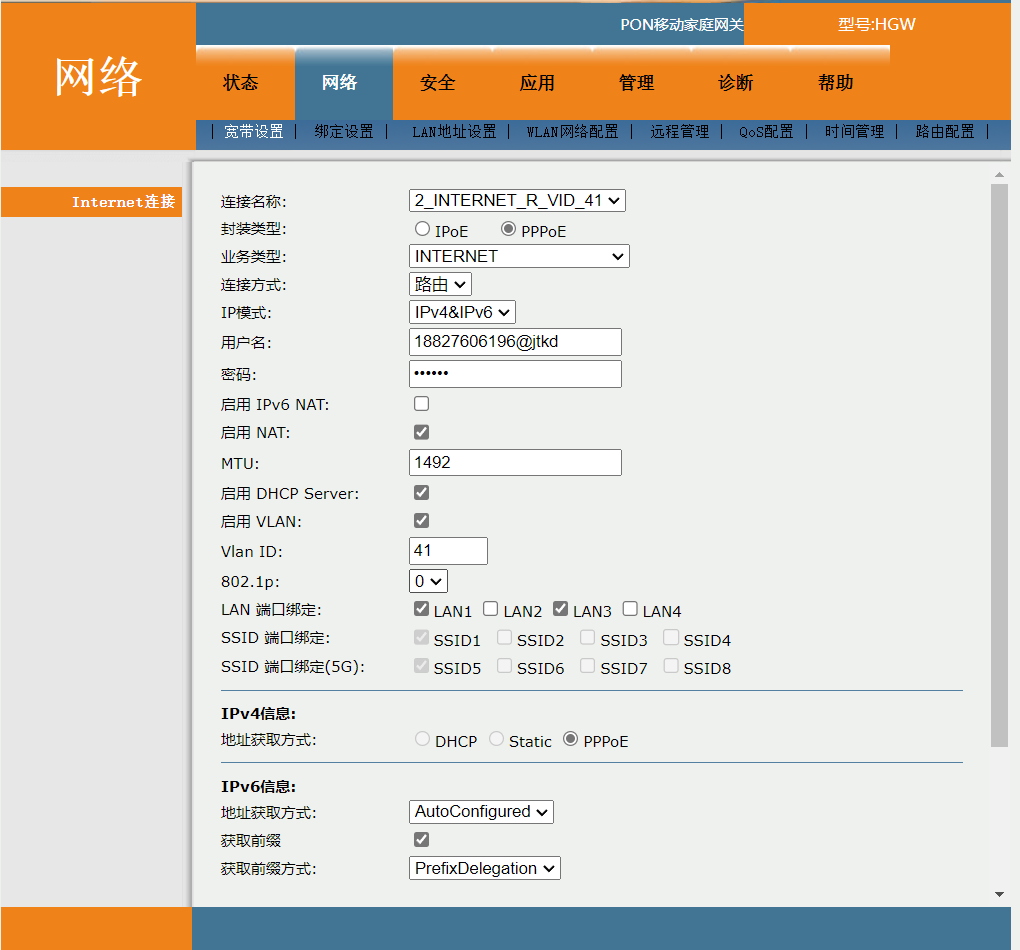 PON移动家庭网关 型号:HGW
网络
状态 网络 安全 应用 管理 诊断 帮助
| 宽带设置 | 绑定设置 | LAN地址设置 | WLAN网络配置 | 远程管理 | QoS配置 | 时间管理 | 路由配置 |
Internet连接
连接名称: 2_INTERNET_R_VID_41
封装类型: IPoE PPPoE
业务类型: INTERNET
连接方式: 路由
IP模式: IPv4&IPv6
用户名: 18827606196@jtkd
密码: ••••••
启用 IPv6 NAT:
启用 NAT:
MTU: 1492
启用 DHCP Server:
启用 VLAN:
Vlan ID: 41
802.1p: 0
LAN 端口绑定: LAN1 LAN2 LAN3 LAN4
SSID 端口绑定: SSID1 SSID2 SSID3 SSID4
SSID 端口绑定(5G): SSID5 SSID6 SSID7 SSID8
IPv4信息:
地址获取方式: DHCP Static PPPoE
IPv6信息:
地址获取方式: AutoConfigured
获取前缀
获取前缀方式: PrefixDelegation